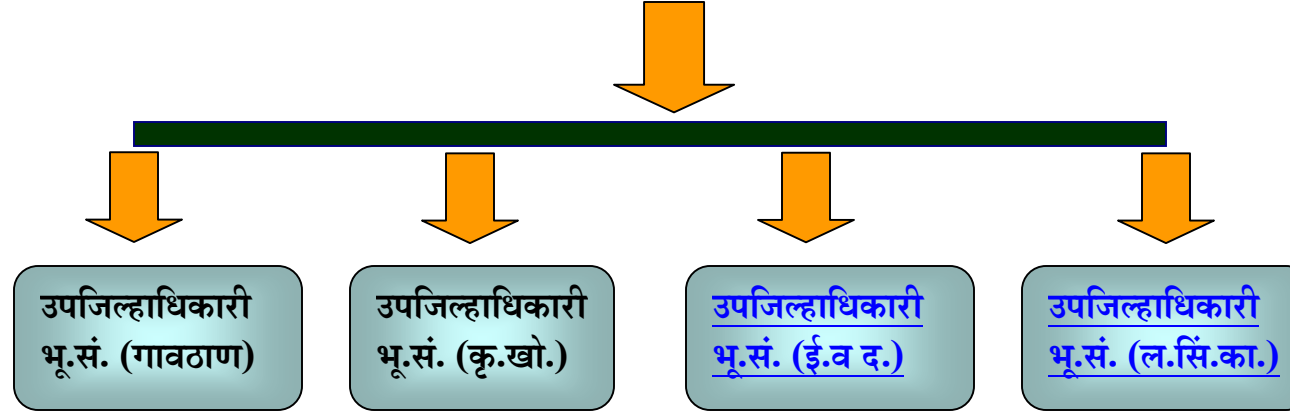 उपजिल्हाधिकारी
भू.सं. (गावठाण)
उपजिल्हाधिकारी
भू.सं. (कृ.खो.)
उपजिल्हाधिकारी
भू.सं. (ई.व द.)
उपजिल्हाधिकारी
भू.सं. (ल.सिं.का.)